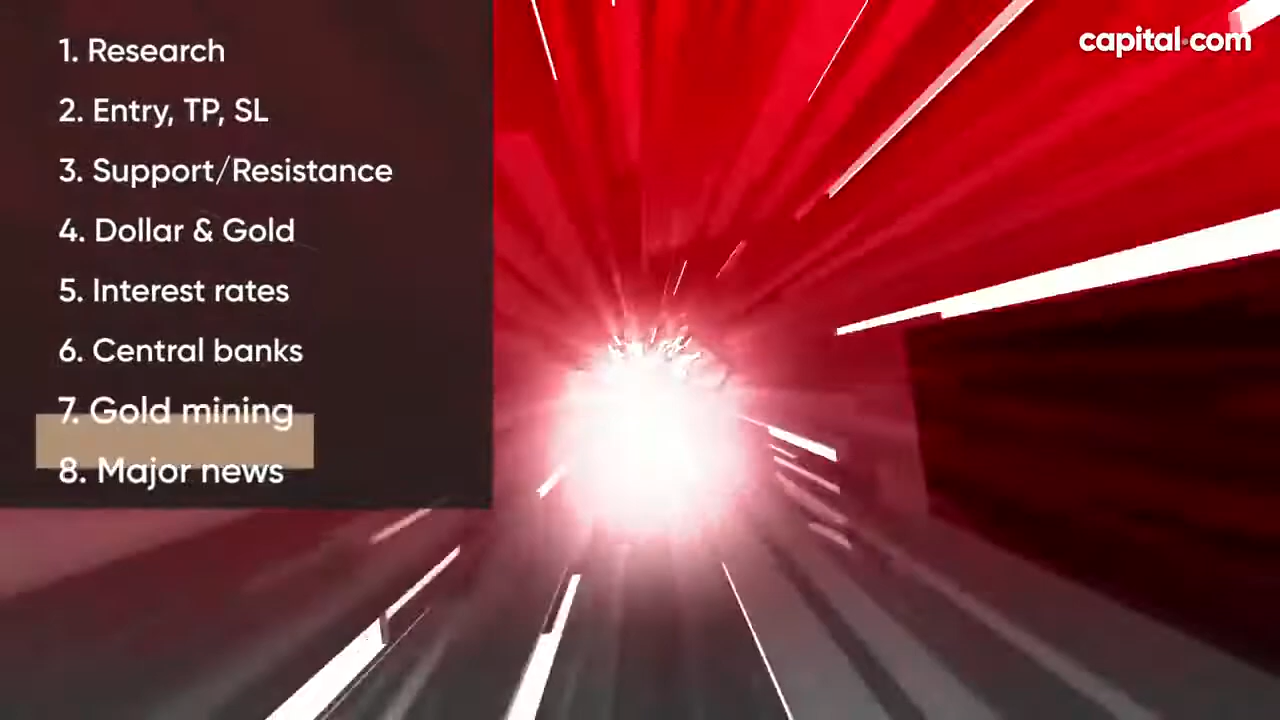 capital.com
1. Research
2. Entry, TP, SL
3. Support/Resistance
4. Dollar & Gold
5. Interest rates
6. Central banks
7. Gold mining
8. Major news